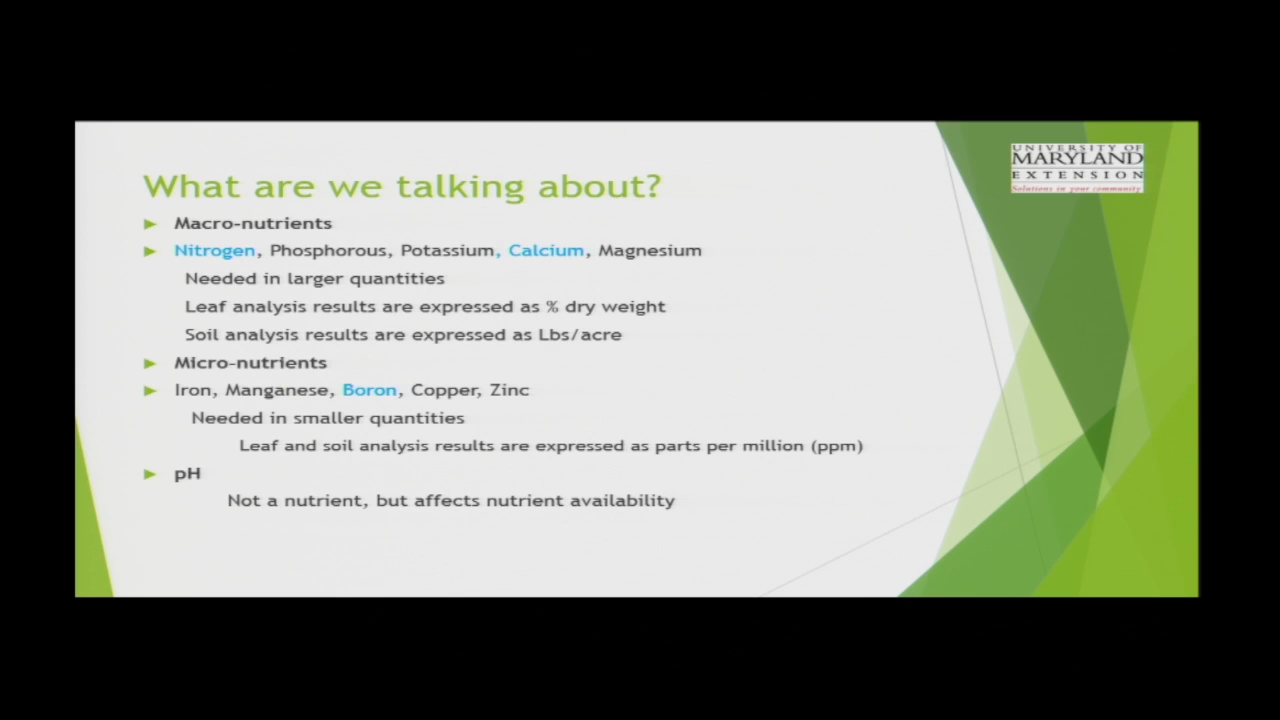 UNIVERSITY OF
MARYLAND
EXTENSION
Solutions in your community
What are we talking about?
Macro-nutrients
Nitrogen, Phosphorous, Potassium, Calcium, Magnesium
Needed in larger quantities
Leaf analysis results are expressed as % dry weight
Soil analysis results are expressed as Lbs/acre
Micro-nutrients
Iron, Manganese, Boron, Copper, Zinc
Needed in smaller quantities
Leaf and soil analysis results are expressed as parts per million (ppm)
pH
Not a nutrient, but affects nutrient availability